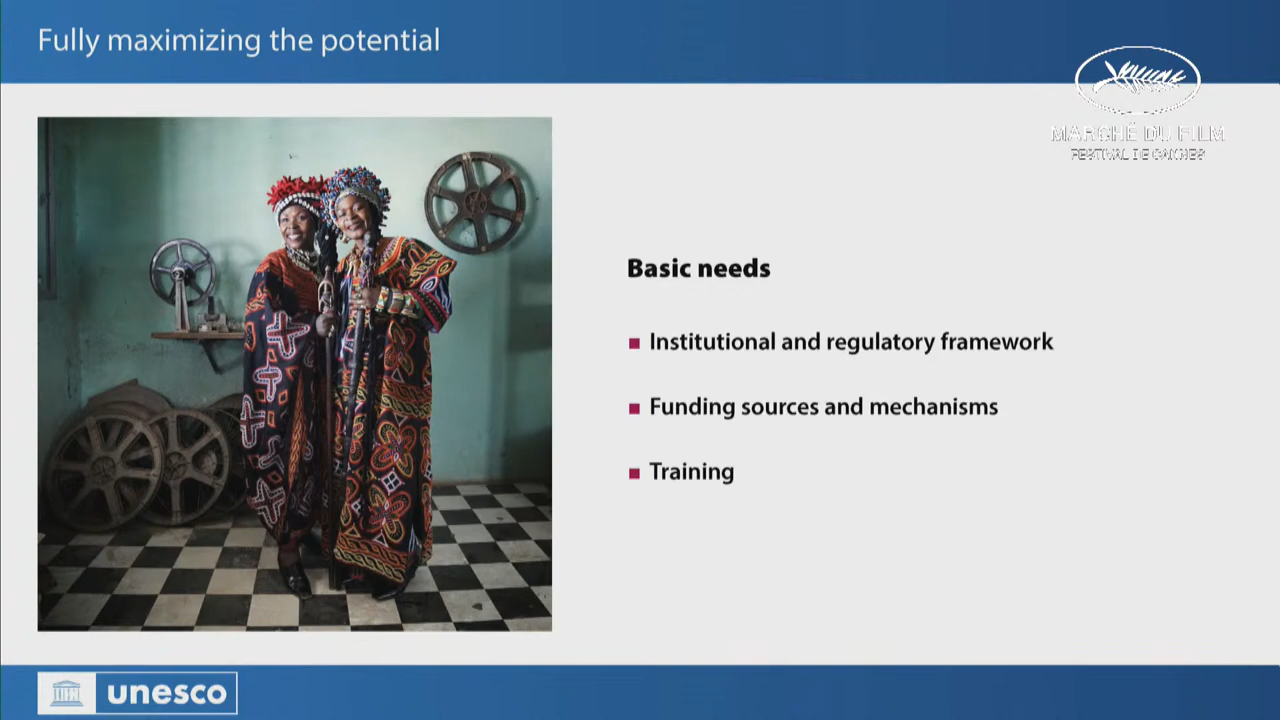 Fully maximizing the potential
MARCHÉ DU FILM
FESTIVAL DE CANNES
Basic needs
Institutional and regulatory framework
Funding sources and mechanisms
Training
unesco